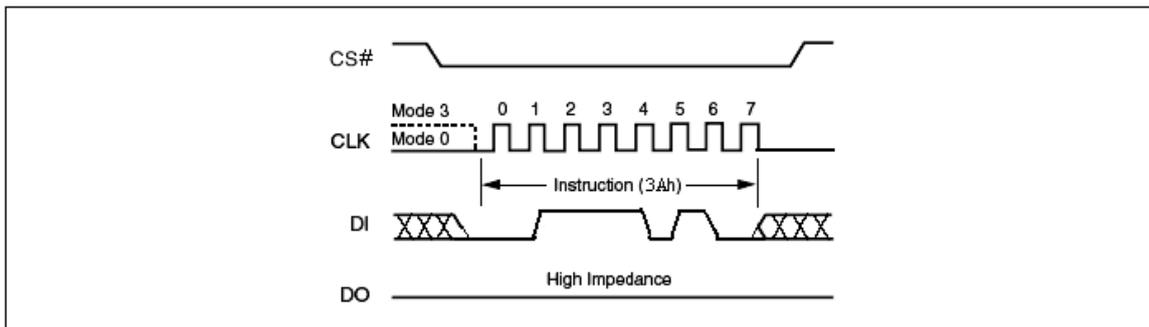 CS#
Mode 3 0 1 2 3 4 5 6 7
CLK Mode 0
Instruction (3Ah)
DI
High Impedance
DO